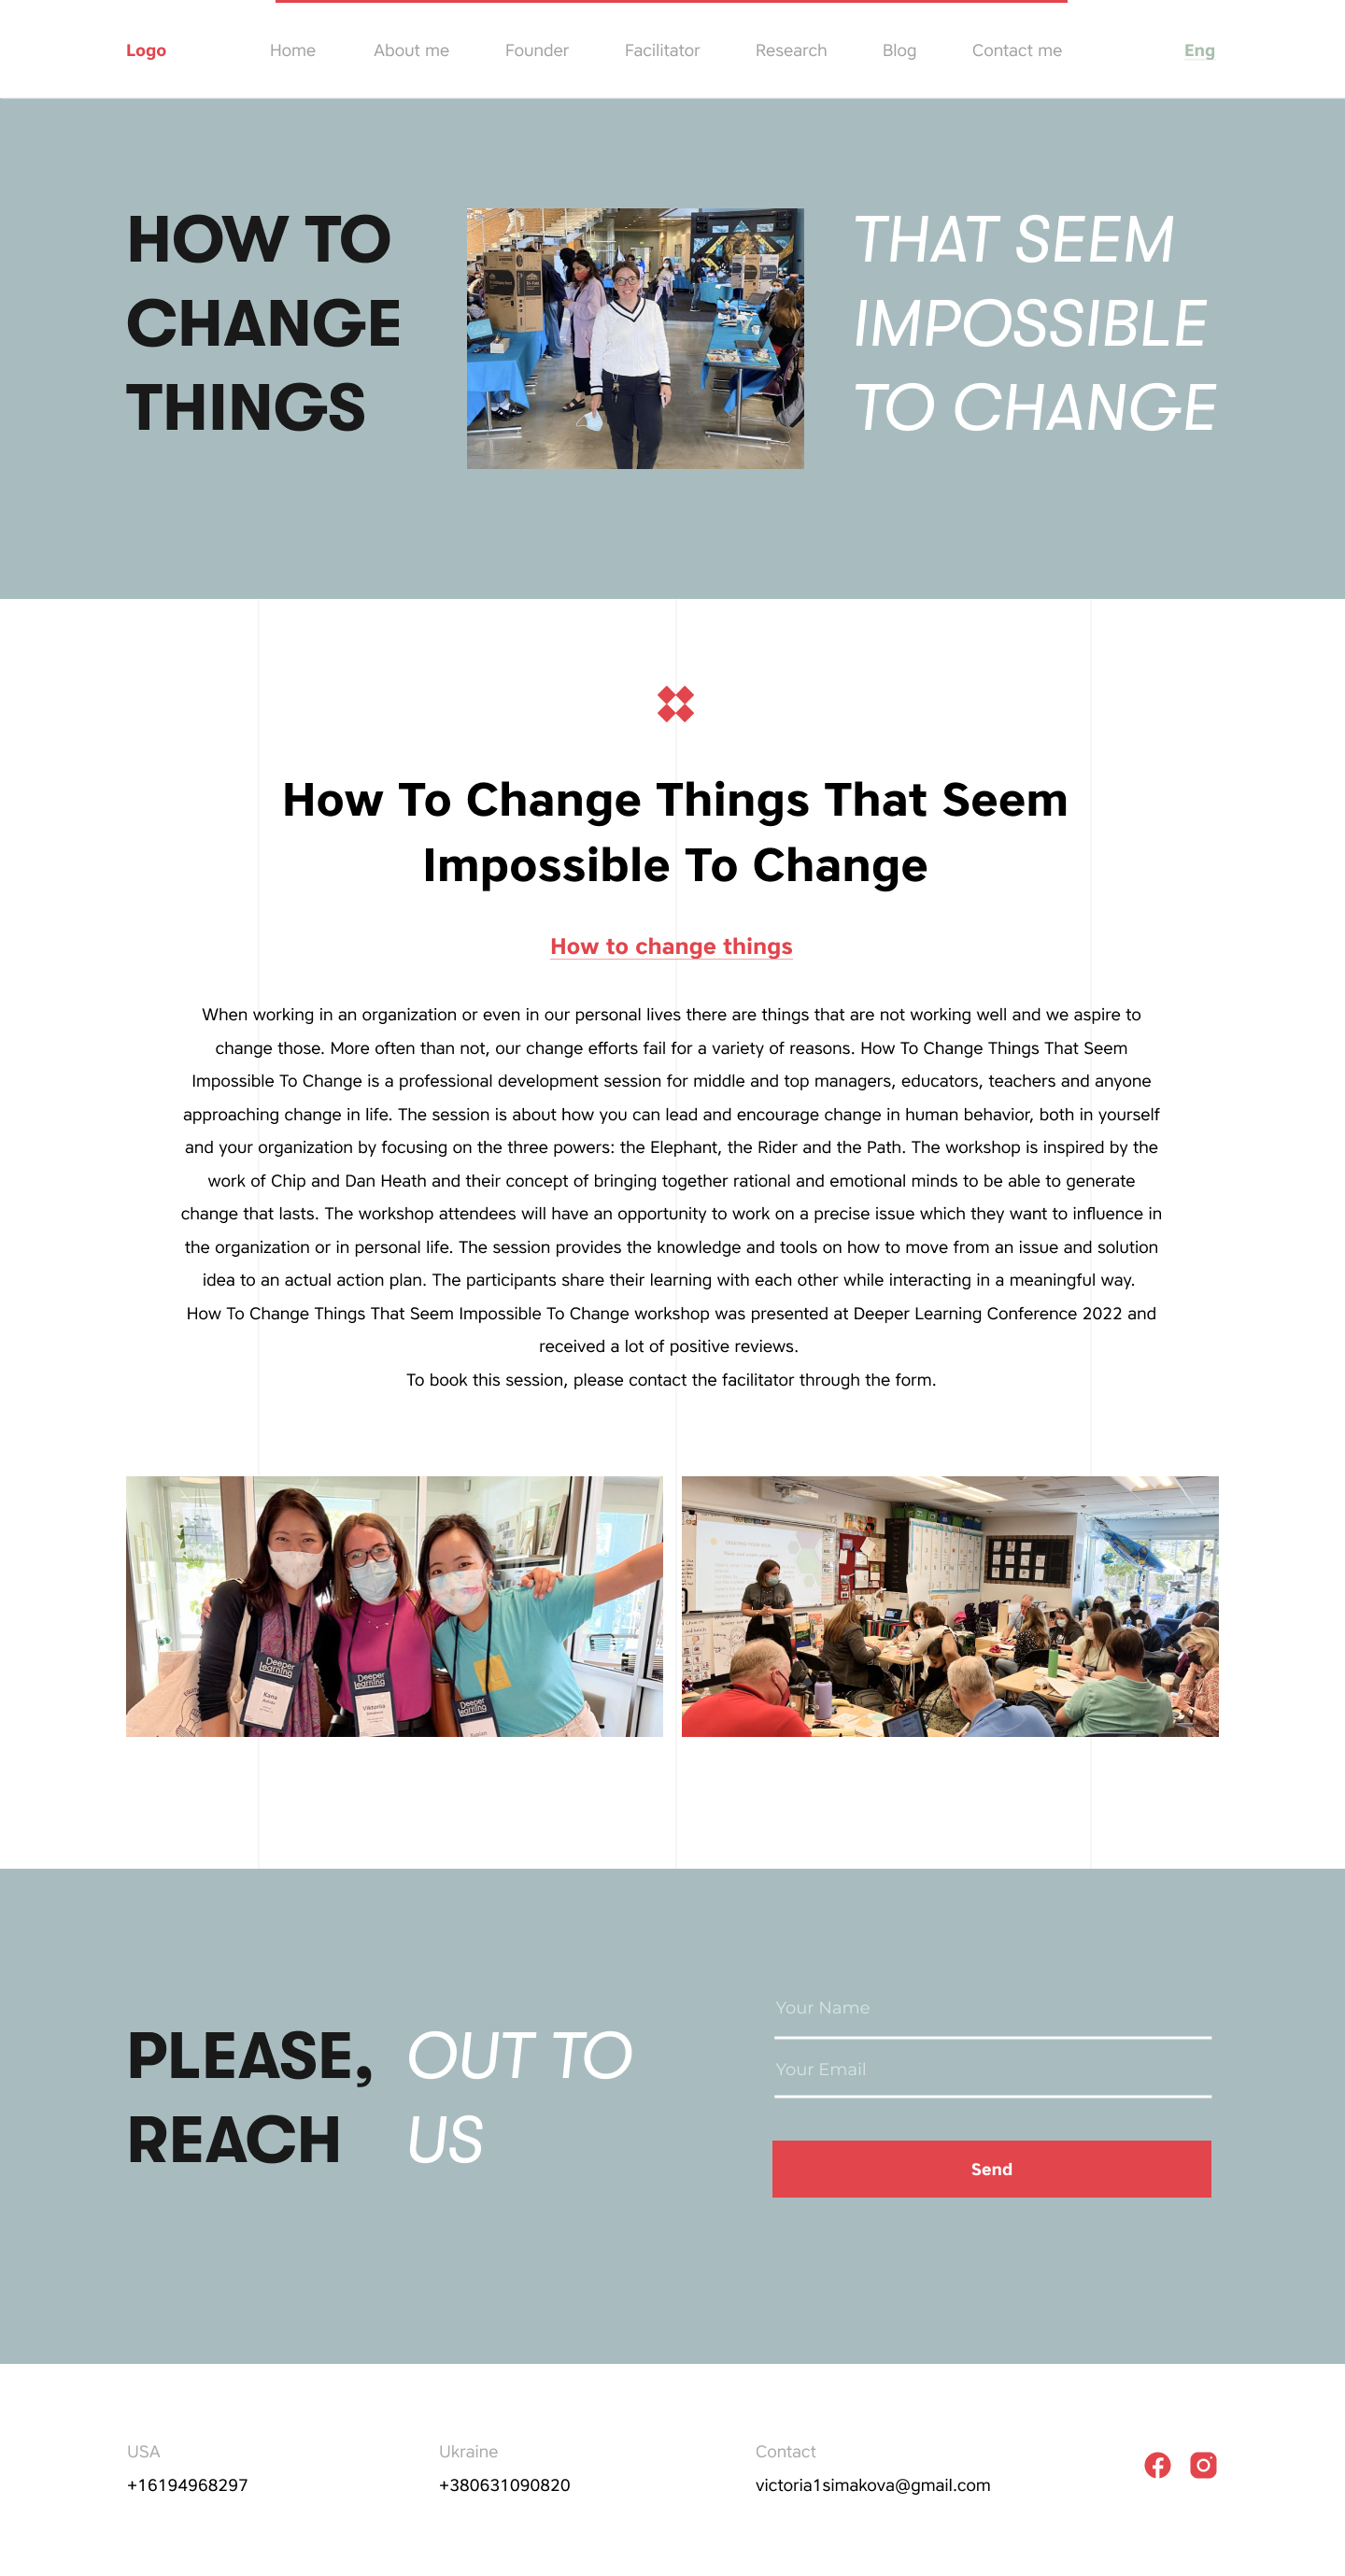 Logo
Home
About me
Founder
Facilitator
Research
Blog
Contact me
Eng
HOW TO
CHANGE
THINGS
THAT SEEM
IMPOSSIBLE
TO CHANGE
How To Change Things That Seem
Impossible To Change
How to change things
When working in an organization or even in our personal lives there are things that are not working well and we aspire to
change those. More often than not, our change efforts fail for a variety of reasons. How To Change Things That Seem
Impossible To Change is a professional development session for middle and top managers, educators, teachers and anyone
approaching change in life. The session is about how you can lead and encourage change in human behavior, both in yourself
and your organization by focusing on the three powers: the Elephant, the Rider and the Path. The workshop is inspired by the
work of Chip and Dan Heath and their concept of bringing together rational and emotional minds to be able to generate
change that lasts. The workshop attendees will have an opportunity to work on a precise issue which they want to influence in
the organization or in personal life. The session provides the knowledge and tools on how to move from an issue and solution
idea to an actual action plan. The participants share their learning with each other while interacting in a meaningful way.
How To Change Things That Seem Impossible To Change workshop was presented at Deeper Learning Conference 2022 and
received a lot of positive reviews.
To book this session, please contact the facilitator through the form.
Deeper
Learning
Kana
Deeper
Learning
Viktoriia
Deeper
Learning
PLEASE,
REACH
OUT TO
US
Your Name
Your Email
Send
USA
+16194968297
Ukraine
+380631090820
Contact
victoria1simakova@gmail.com